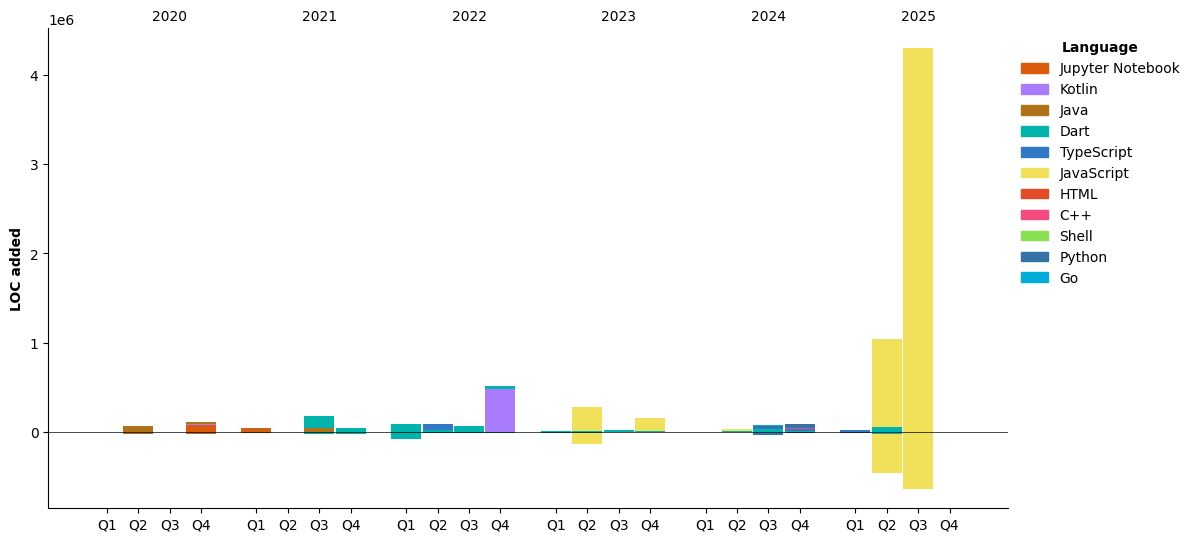 1e6
2020 2021 2022 2023 2024 2025
Language
Jupyter Notebook
Kotlin
Java
Dart
TypeScript
JavaScript
HTML
C++
Shell
Python
Go
LOC added
4
3
2
1
0
Q1 Q2 Q3 Q4 Q1 Q2 Q3 Q4 Q1 Q2 Q3 Q4 Q1 Q2 Q3 Q4 Q1 Q2 Q3 Q4 Q1 Q2 Q3 Q4